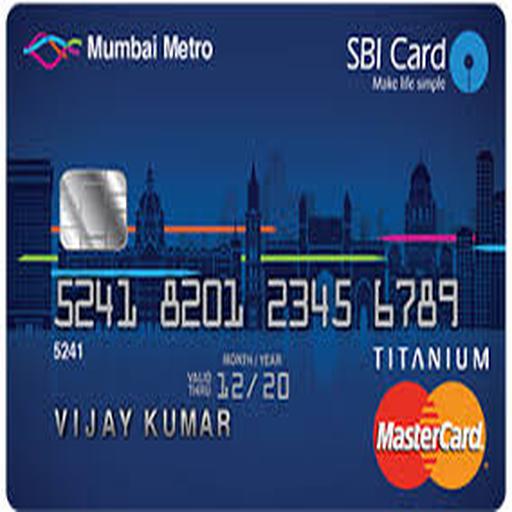 Mumbai Metro
SBI Card
Make life simple
5241 8201 2345 6789
5241
MONTH / YEAR
VALID THRU 12/20
TITANIUM
VIJAY KUMAR
MasterCard